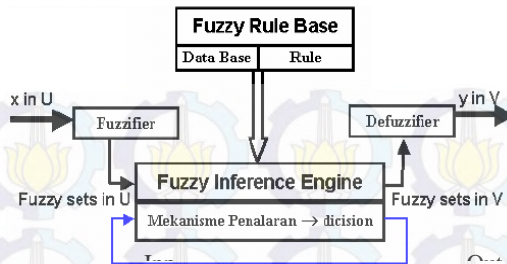 Fuzzy Rule Base
Data Base Rule
x in U
y in V
Fuzzifier
Defuzzifier
Fuzzy Inference Engine
Fuzzy sets in U
Fuzzy sets in V
Mekanisme Penalaran → dicision